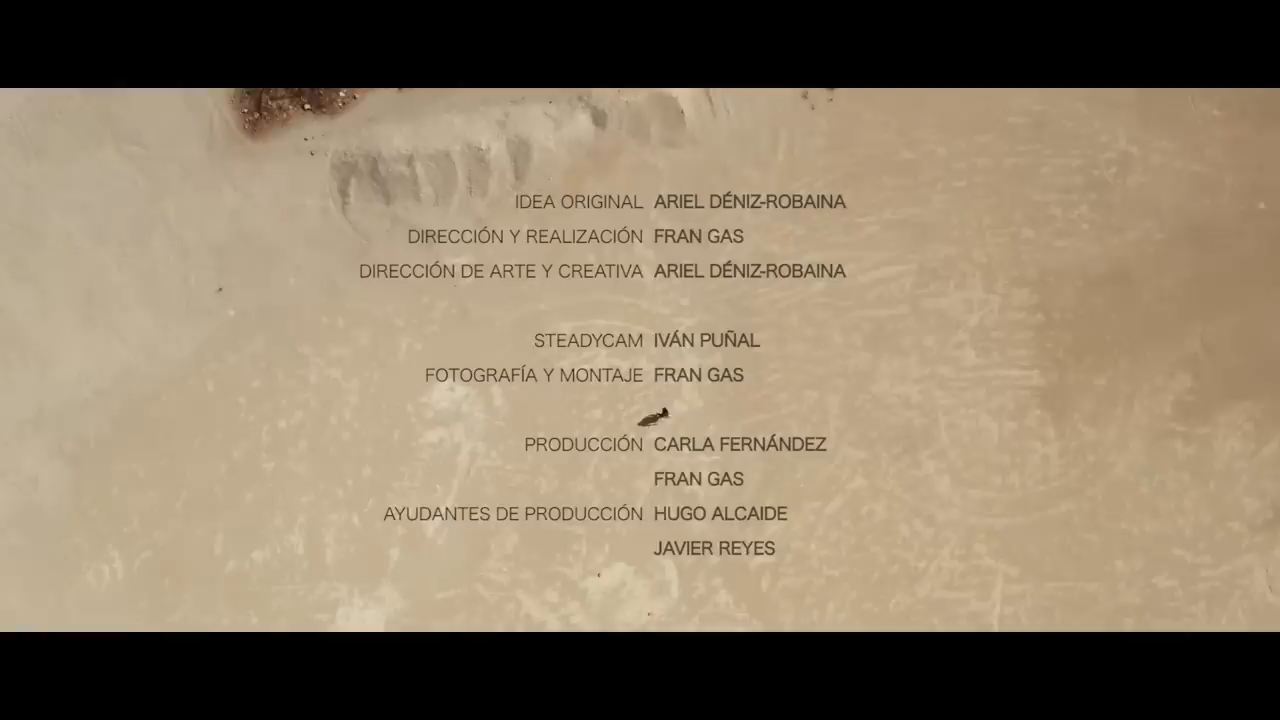 IDEA ORIGINAL ARIEL DÉNIZ-ROBAINA
DIRECCIÓN Y REALIZACIÓN FRAN GAS
DIRECCIÓN DE ARTE Y CREATIVA ARIEL DÉNIZ-ROBAINA
STEADYCAM IVÁN PUÑAL
FOTOGRAFÍA Y MONTAJE FRAN GAS
PRODUCCIÓN CARLA FERNÁNDEZ
FRAN GAS
AYUDANTES DE PRODUCCIÓN HUGO ALCAIDE
JAVIER REYES